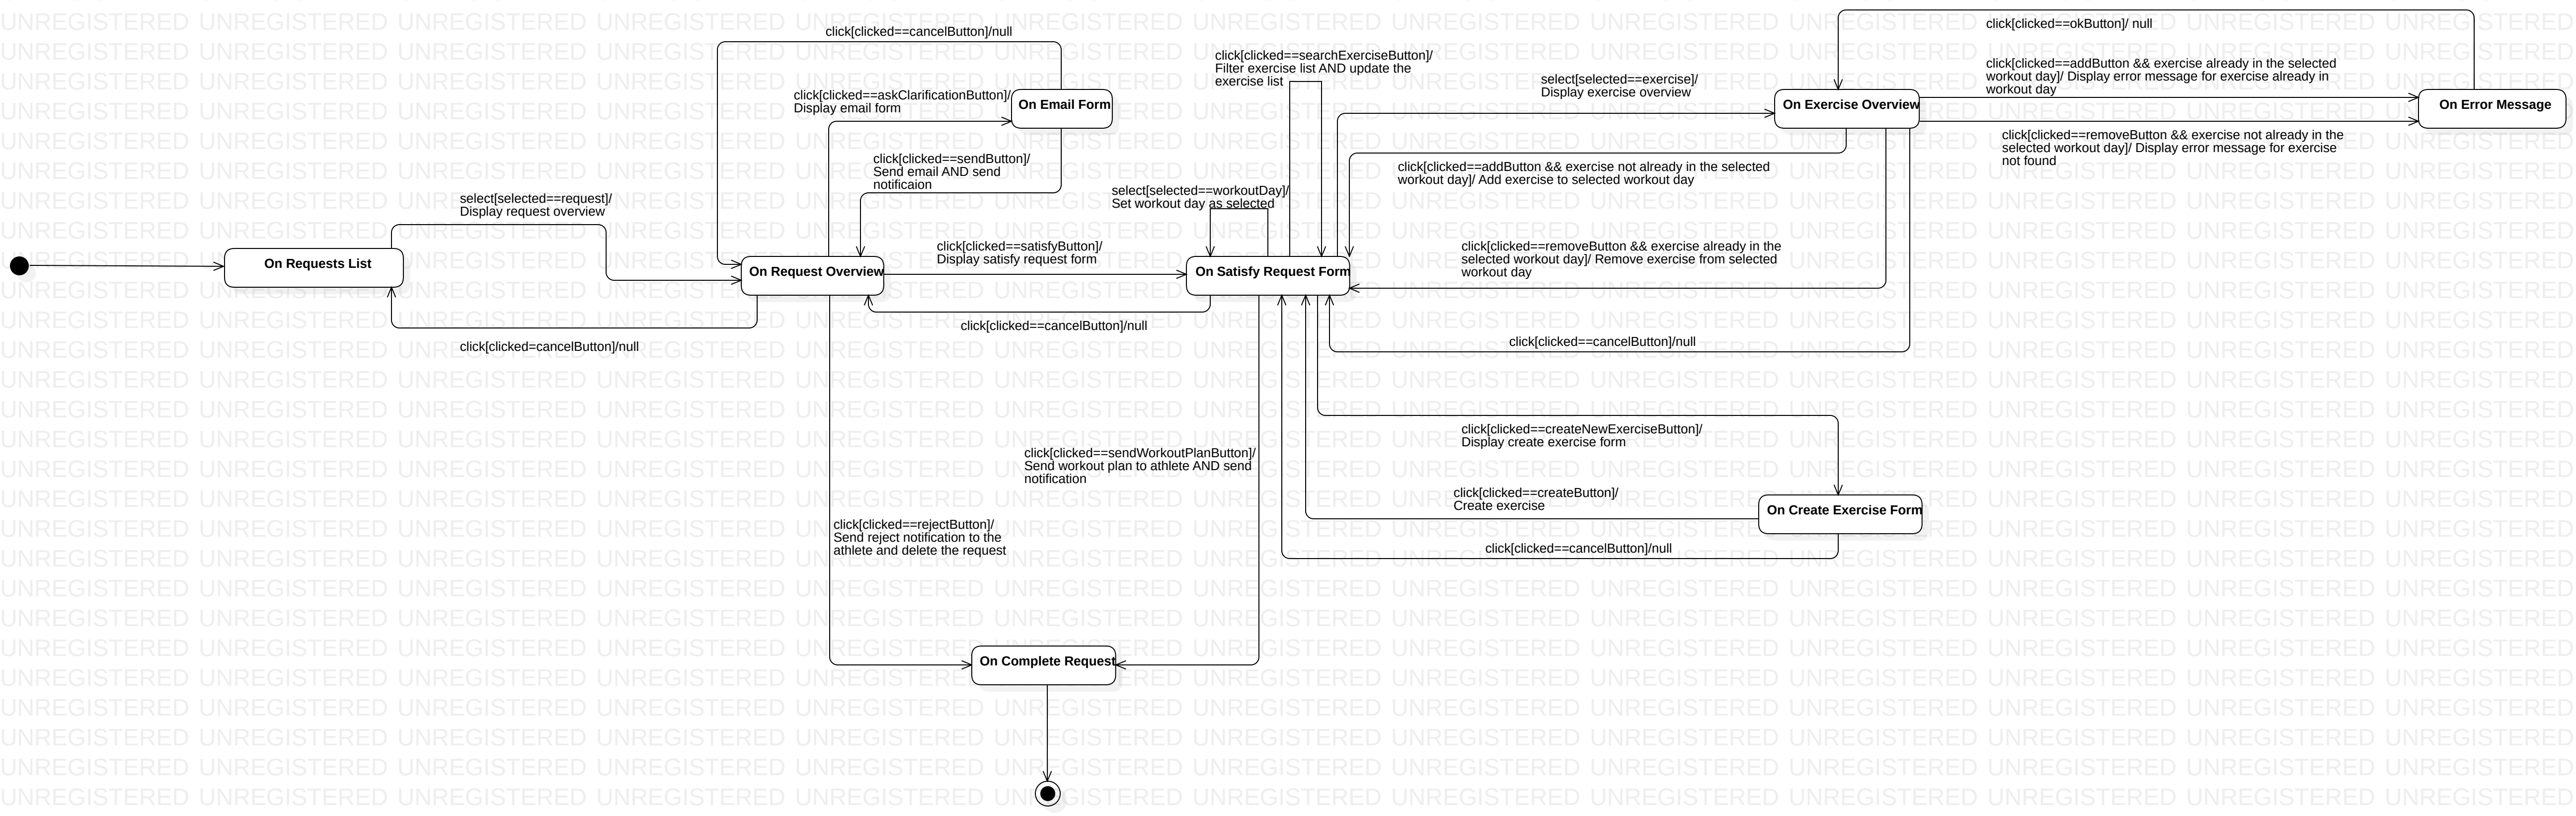 click[clicked==okButton]/ null
click[clicked==cancelButton]/null
click[clicked==searchExerciseButton]/
Filter exercise list AND update the
exercise list
select[selected==exercise]/
Display exercise overview
click[clicked==addButton && exercise already in the selected
workout day]/ Display error message for exercise already in
workout day
click[clicked==askClarificationButton]/
Display email form
On Email Form
On Exercise Overview
On Error Message
click[clicked==removeButton && exercise not already in the
selected workout day]/ Display error message for exercise
not found
click[clicked==sendButton]/
Send email AND send
notificaion
click[clicked==addButton && exercise not already in the selected
workout day]/ Add exercise to selected workout day
select[selected==workoutDay]/
Set workout day as selected
select[selected==request]/
Display request overview
click[clicked==satisfyButton]/
Display satisfy request form
click[clicked==removeButton && exercise already in the
selected workout day]/ Remove exercise from selected
workout day
On Requests List
On Request Overview
On Satisfy Request Form
click[clicked==cancelButton]/null
click[clicked==cancelButton]/null
click[clicked=cancelButton]/null
click[clicked==createNewExerciseButton]/
Display create exercise form
click[clicked==sendWorkoutPlanButton]/
Send workout plan to athlete AND send
notification
click[clicked==createButton]/
Create exercise
On Create Exercise Form
click[clicked==rejectButton]/
Send reject notification to the
athlete and delete the request
click[clicked==cancelButton]/null
On Complete Request
UNREGISTERED